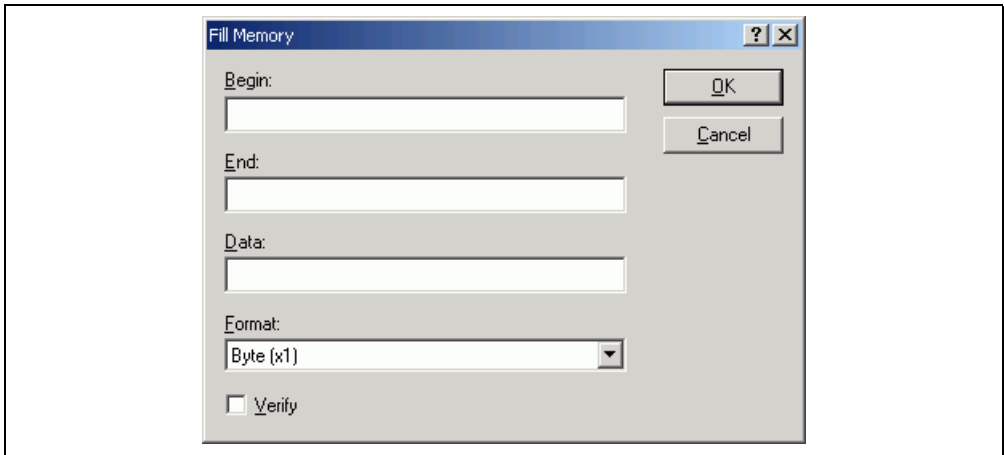 Fill Memory
Begin:
OK
Cancel
End:
Data:
Format:
Byte (x1)
Verify